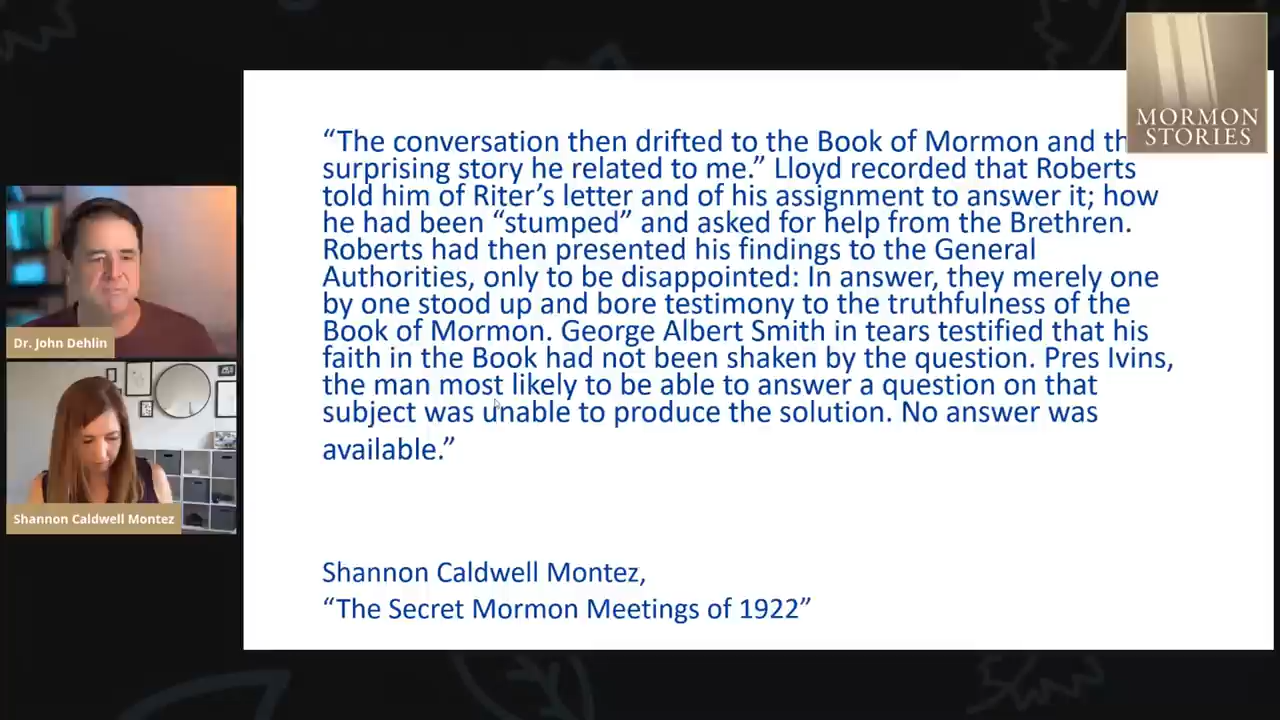 MORMON
STORIES
“The conversation then drifted to the Book of Mormon and th
surprising story he related to me.” Lloyd recorded that Roberts
told him of Riter’s letter and of his assignment to answer it; how
he had been “stumped” and asked for help from the Brethren.
Roberts had then presented his findings to the General
Authorities, only to be disappointed: In answer, they merely one
by one stood up and bore testimony to the truthfulness of the
Book of Mormon. George Albert Smith in tears testified that his
faith in the Book had not been shaken by the question. Pres Ivins,
the man most likely to be able to answer a question on that
subject was unable to produce the solution. No answer was
available.”
Shannon Caldwell Montez,
“The Secret Mormon Meetings of 1922”
Dr. John Dehlin
Shannon Caldwell Montez